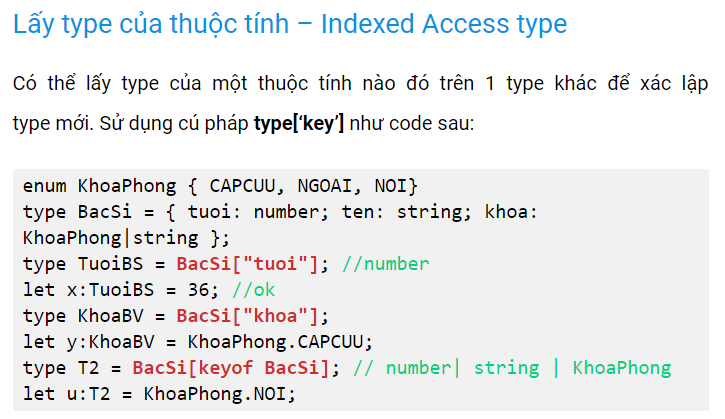 Lấy type của thuộc tính – Indexed Access type
Có thể lấy type của một thuộc tính nào đó trên 1 type khác để xác lập
type mới. Sử dụng cú pháp type[‘key’] như code sau:
enum KhoaPhong { CAPCUU, NGOAI, NOI}
type BacSi = { tuoi: number; ten: string; khoa:
KhoaPhong|string };
type TuoiBS = BacSi["tuoi"]; //number
let x:TuoiBS = 36; //ok
type KhoaBV = BacSi["khoa"];
let y:KhoaBV = KhoaPhong.CAPCUU;
type T2 = BacSi[keyof BacSi]; // number| string | KhoaPhong
let u:T2 = KhoaPhong.NOI;